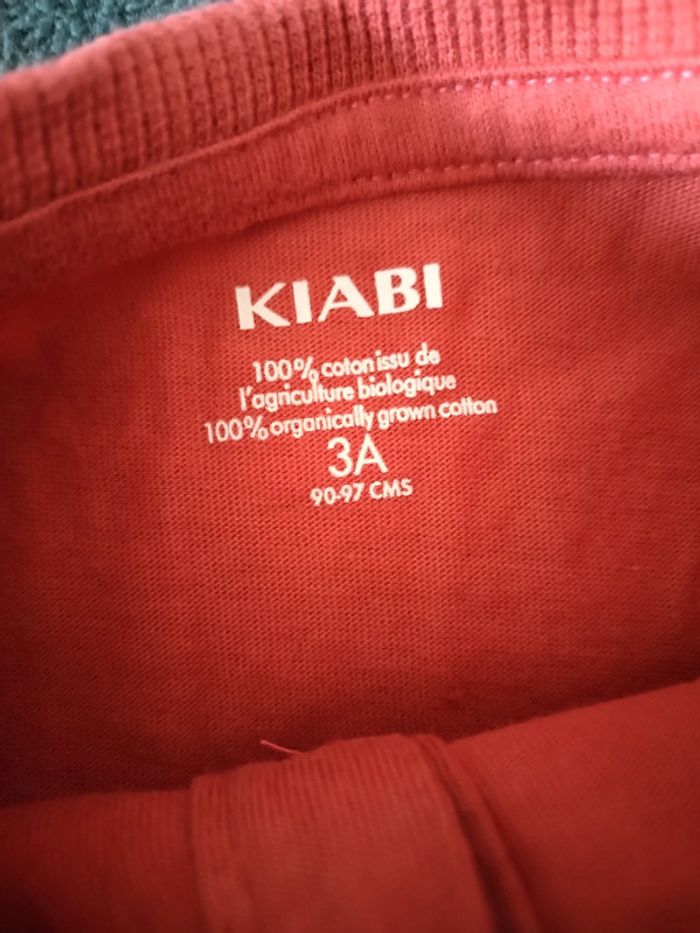 KIABI
100% coton issu de
l'agriculture biologique
100% organically grown cotton
3A
90-97 CMS